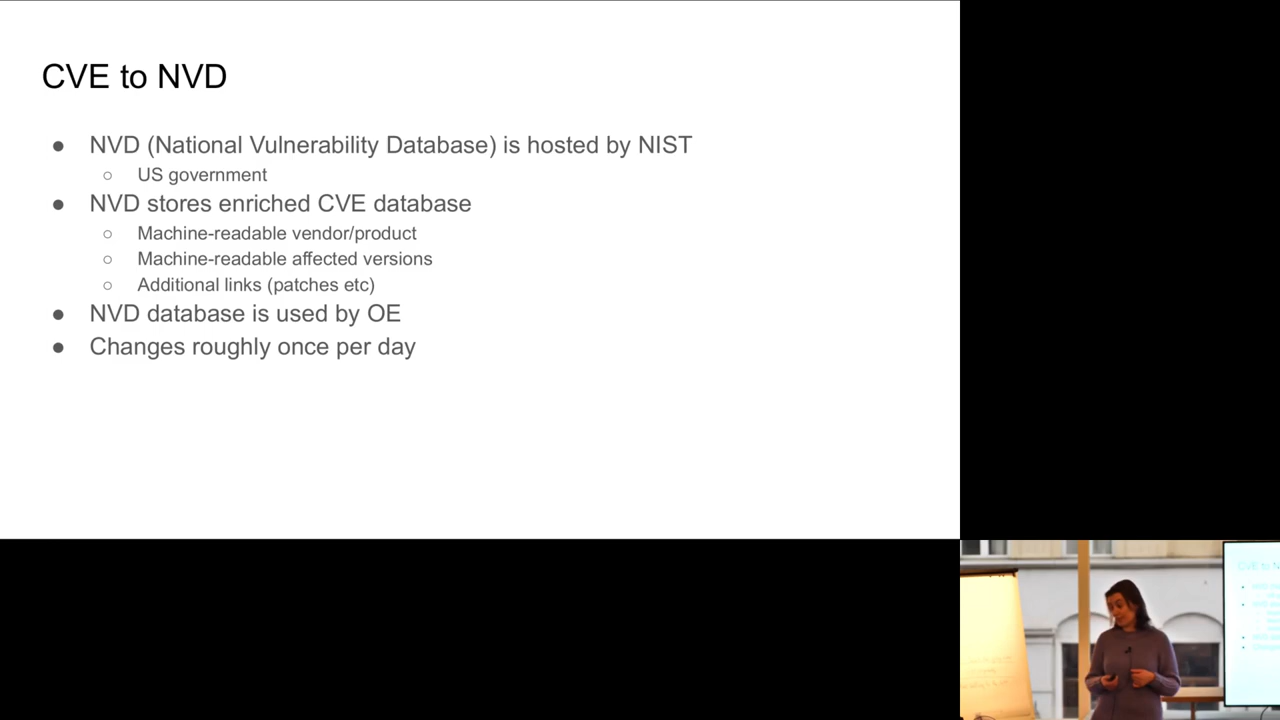 CVE to NVD
● NVD (National Vulnerability Database) is hosted by NIST
○ US government
● NVD stores enriched CVE database
○ Machine-readable vendor/product
○ Machine-readable affected versions
○ Additional links (patches etc)
● NVD database is used by OE
● Changes roughly once per day
CVE to N